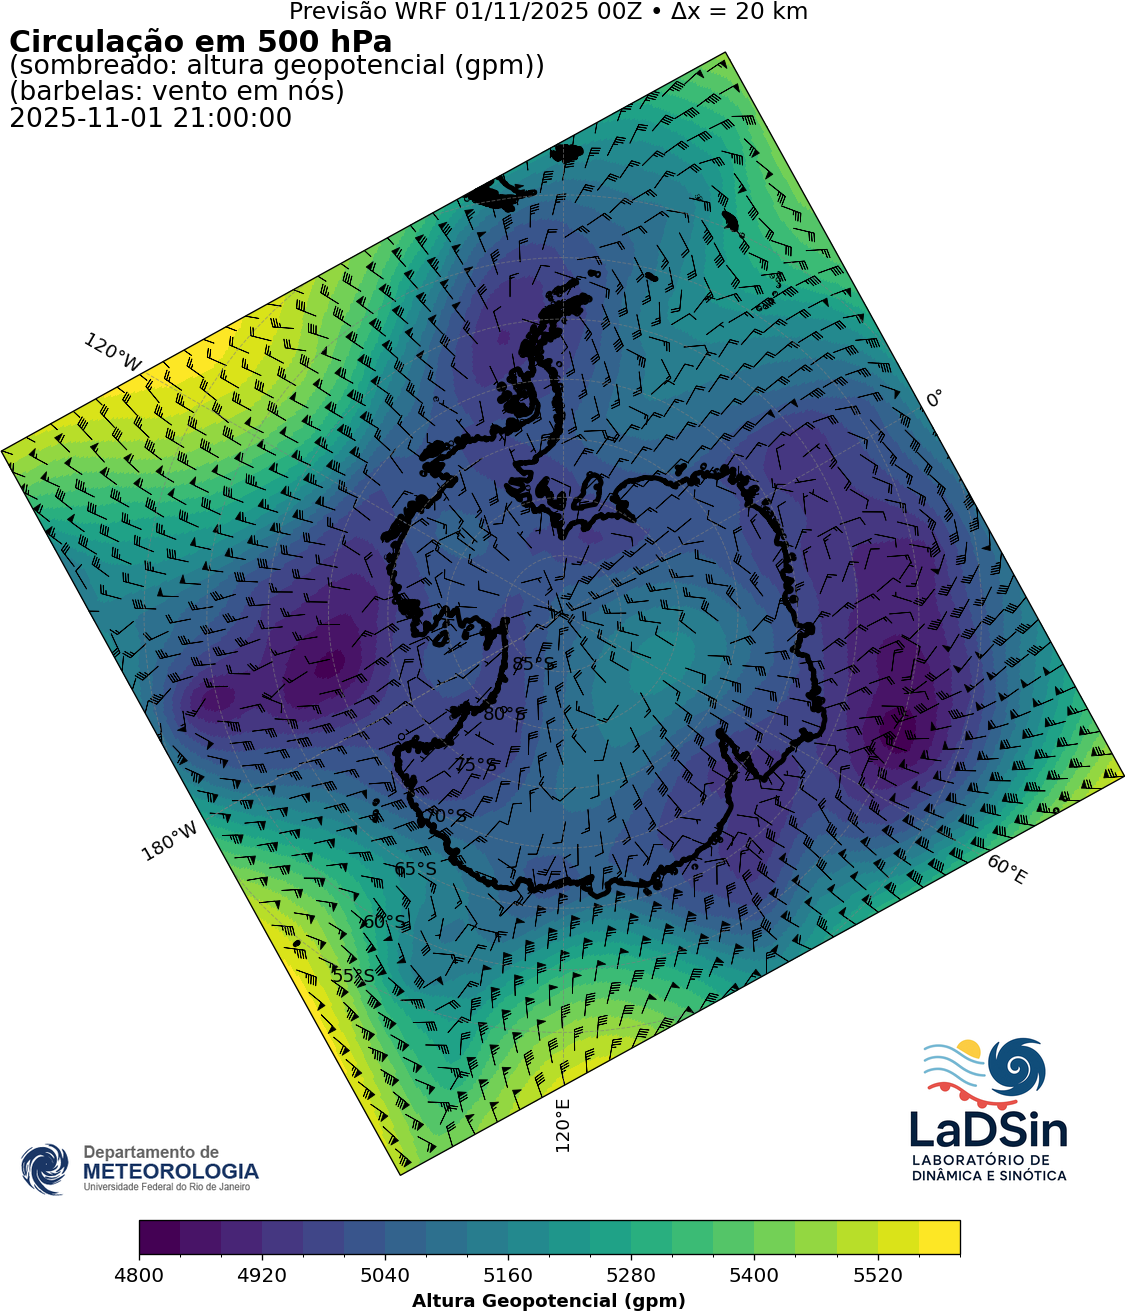 Previsão WRF 01/11/2025 00Z • Δx = 20 km
Circulação em 500 hPa
(sombreado: altura geopotencial (gpm))
(barbelas: vento em nós)
2025-11-01 21:00:00
120°W
0°
85°S
80°S
75°S
70°S
180°W
65°S
60°E
60°S
55°S
120°E
LaDSin
LABORATÓRIO DE
DINÂMICA E SINÓTICA
Departamento de
METEOROLOGIA
Universidade Federal do Rio de Janeiro
4800 4920 5040 5160 5280 5400 5520
Altura Geopotencial (gpm)